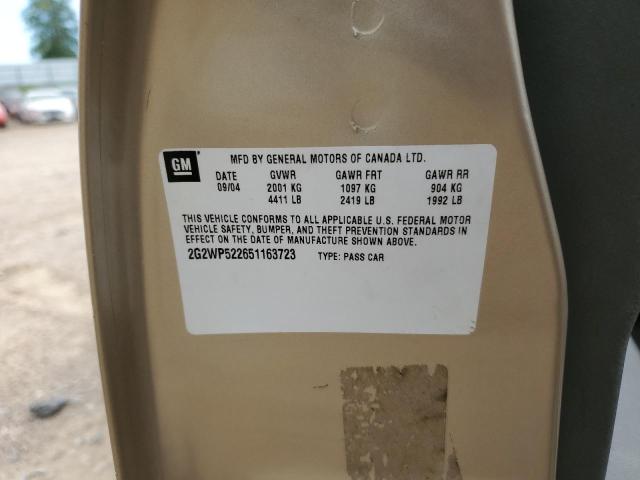 GM
MFD BY GENERAL MOTORS OF CANADA LTD.
DATE GVWR GAWR FRT GAWR RR
09/04 2001 KG 1097 KG 904 KG
4411 LB 2419 LB 1992 LB
THIS VEHICLE CONFORMS TO ALL APPLICABLE U.S. FEDERAL MOTOR
VEHICLE SAFETY, BUMPER, AND THEFT PREVENTION STANDARDS IN
EFFECT ON THE DATE OF MANUFACTURE SHOWN ABOVE.
2G2WP522651163723 TYPE: PASS CAR